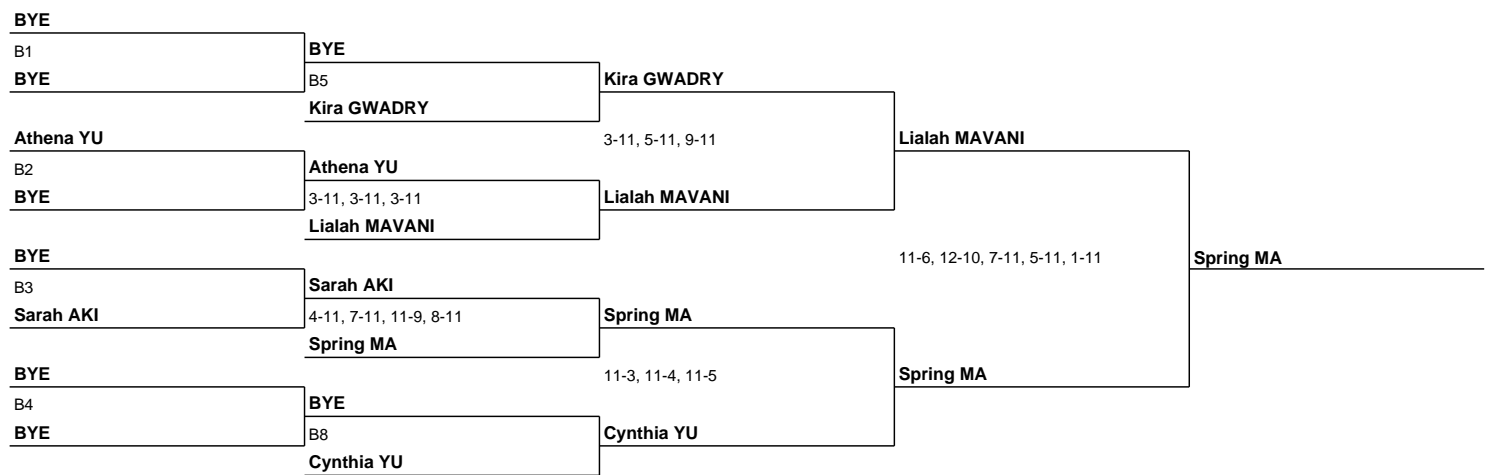 BYE
B1
BYE
Athena YU
B2
BYE
BYE
B3
Sarah AKI
BYE
B4
BYE
BYE
B5
Kira GWADRY
Athena YU
3-11, 3-11, 3-11
Lialah MAVANI
Sarah AKI
4-11, 7-11, 11-9, 8-11
Spring MA
BYE
B8
Cynthia YU
Kira GWADRY
3-11, 5-11, 9-11
Lialah MAVANI
Spring MA
11-3, 11-4, 11-5
Cynthia YU
Lialah MAVANI
11-6, 12-10, 7-11, 5-11, 1-11
Spring MA
Spring MA